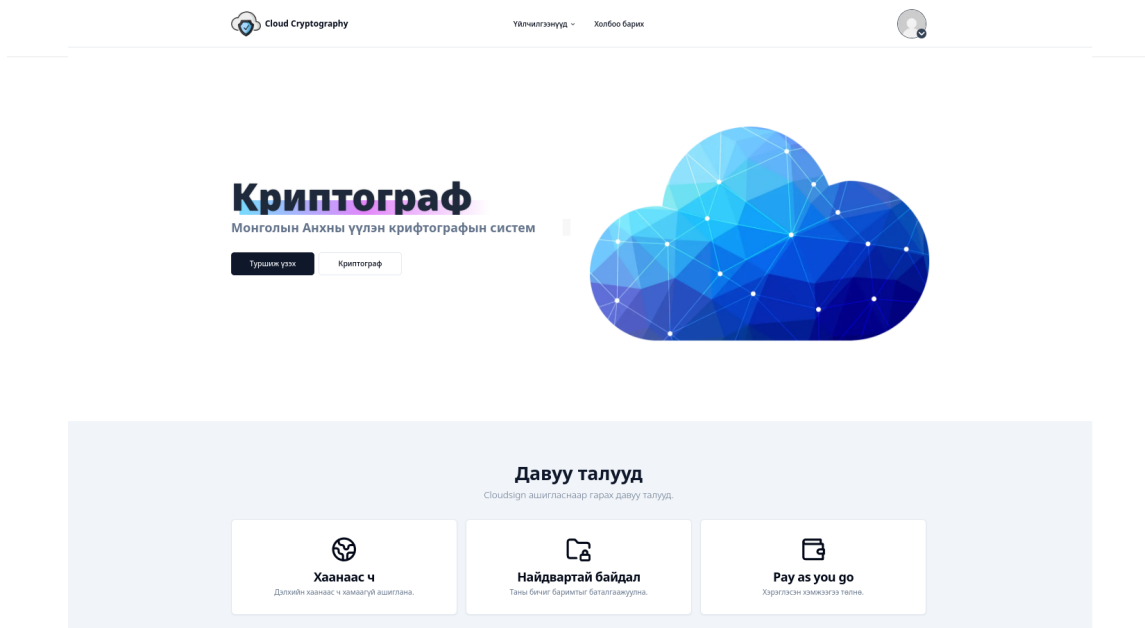 Cloud Cryptography
Үйлчилгээнүүд
Холбоо барих
Криптограф
Монголын Анхны үүлэн крифтографын систем
Туршиж үзэх
Криптограф
Давуу талууд
Cloudsign ашигласнаар гарах давуу талууд.
Хаанаас ч
Дэлхийн хаанаас ч хамаагүй ашиглана.
Найдвартай байдал
Таны бичиг баримтыг баталгаажуулна.
Pay as you go
Хэрэглэсэн хэмжээгээ төлнө.